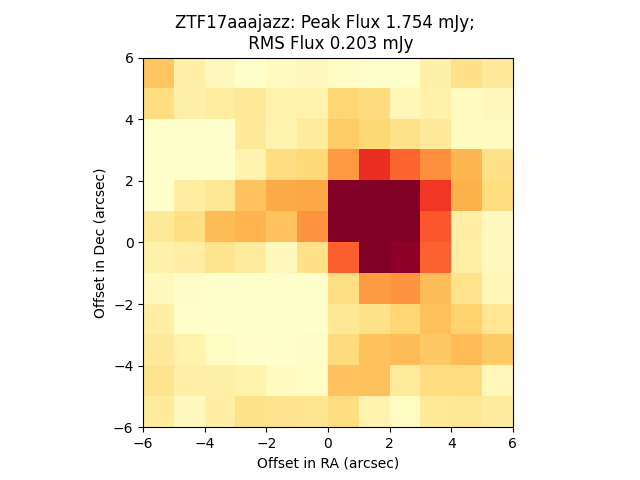 ZTF17aaajazz: Peak Flux 1.754 mJy;
RMS Flux 0.203 mJy
6
4
2
0
−2
−4
−6
Offset in Dec (arcsec)
−6 −4 −2 0 2 4 6
Offset in RA (arcsec)